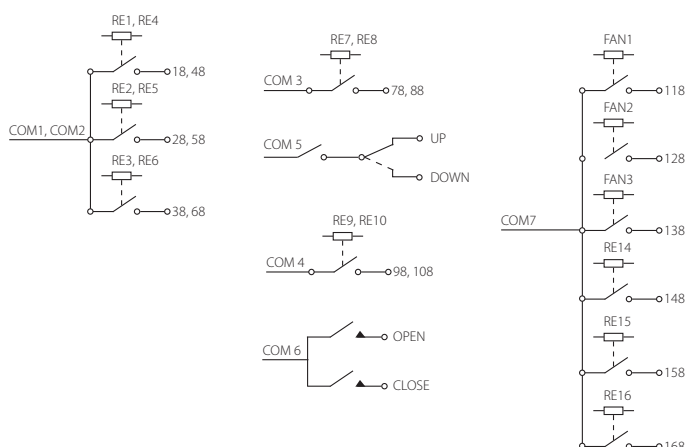 RE1, RE4
18, 48
RE2, RE5
COM1, COM2
28, 58
RE3, RE6
38, 68
RE7, RE8
COM 3
78, 88
COM 5
UP
DOWN
RE9, RE10
COM 4
98, 108
COM 6
OPEN
CLOSE
FAN1
118
FAN2
128
FAN3
COM7
138
RE14
148
RE15
158
RE16
168